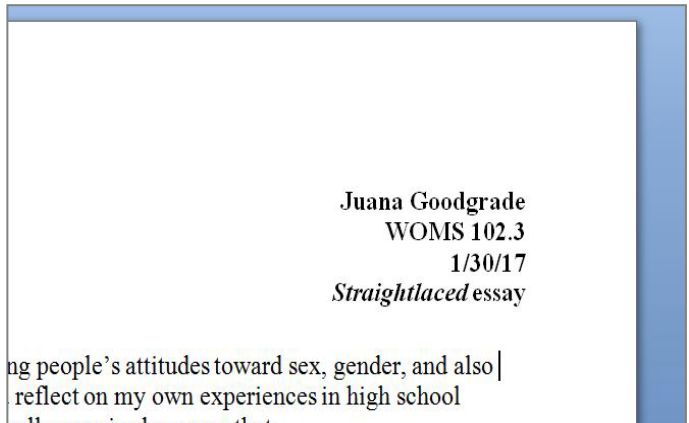 Juana Goodgrade
WOMS 102.3
1/30/17
Straightlaced essay
ng people’s attitudes toward sex, gender, and also
reflect on my own experiences in high school